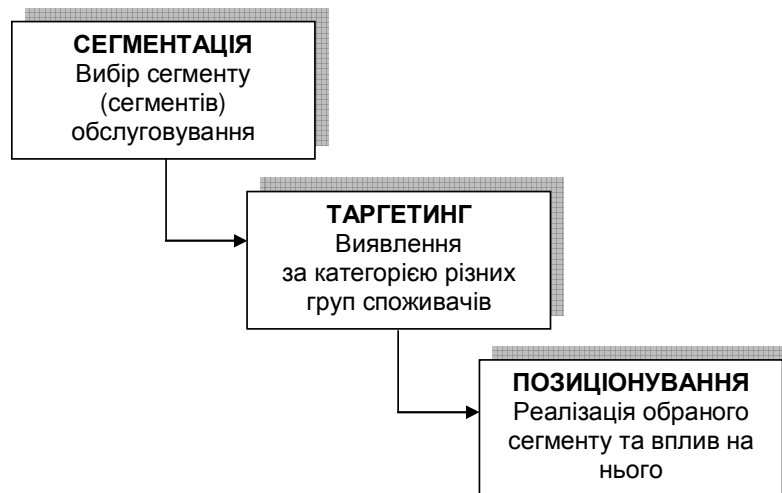 СЕГМЕНТАЦІЯ
Вибір сегменту
(сегментів)
обслуговування
ТАРГЕТИНГ
Виявлення
за категорією різних
груп споживачів
ПОЗИЦІОНУВАННЯ
Реалізація обраного
сегменту та вплив на
нього